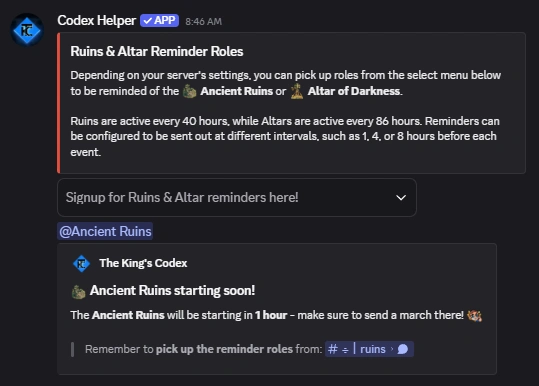 Codex Helper ✓ APP 8:46 AM
Ruins & Altar Reminder Roles
Depending on your server's settings, you can pick up roles from the select menu below
to be reminded of the Ancient Ruins or Altar of Darkness.
Ruins are active every 40 hours, while Altars are active every 86 hours. Reminders can
be configured to be sent out at different intervals, such as 1, 4, or 8 hours before each
event.
Signup for Ruins & Altar reminders here!
@Ancient Ruins
The King's Codex
Ancient Ruins starting soon!
The Ancient Ruins will be starting in 1 hour - make sure to send a march there!
Remember to pick up the reminder roles from: # ÷ | ruins ›